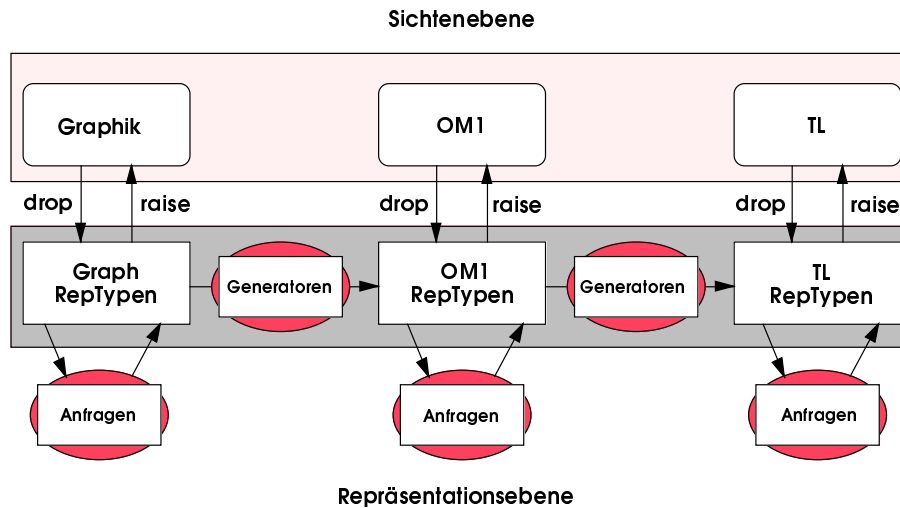 Sichtenebene
Graphik
OM1
TL
drop
raise
drop
raise
drop
raise
Graph
RepTypen
Generatoren
OM1
RepTypen
Generatoren
TL
RepTypen
Anfragen
Anfragen
Anfragen
Repräsentationsebene